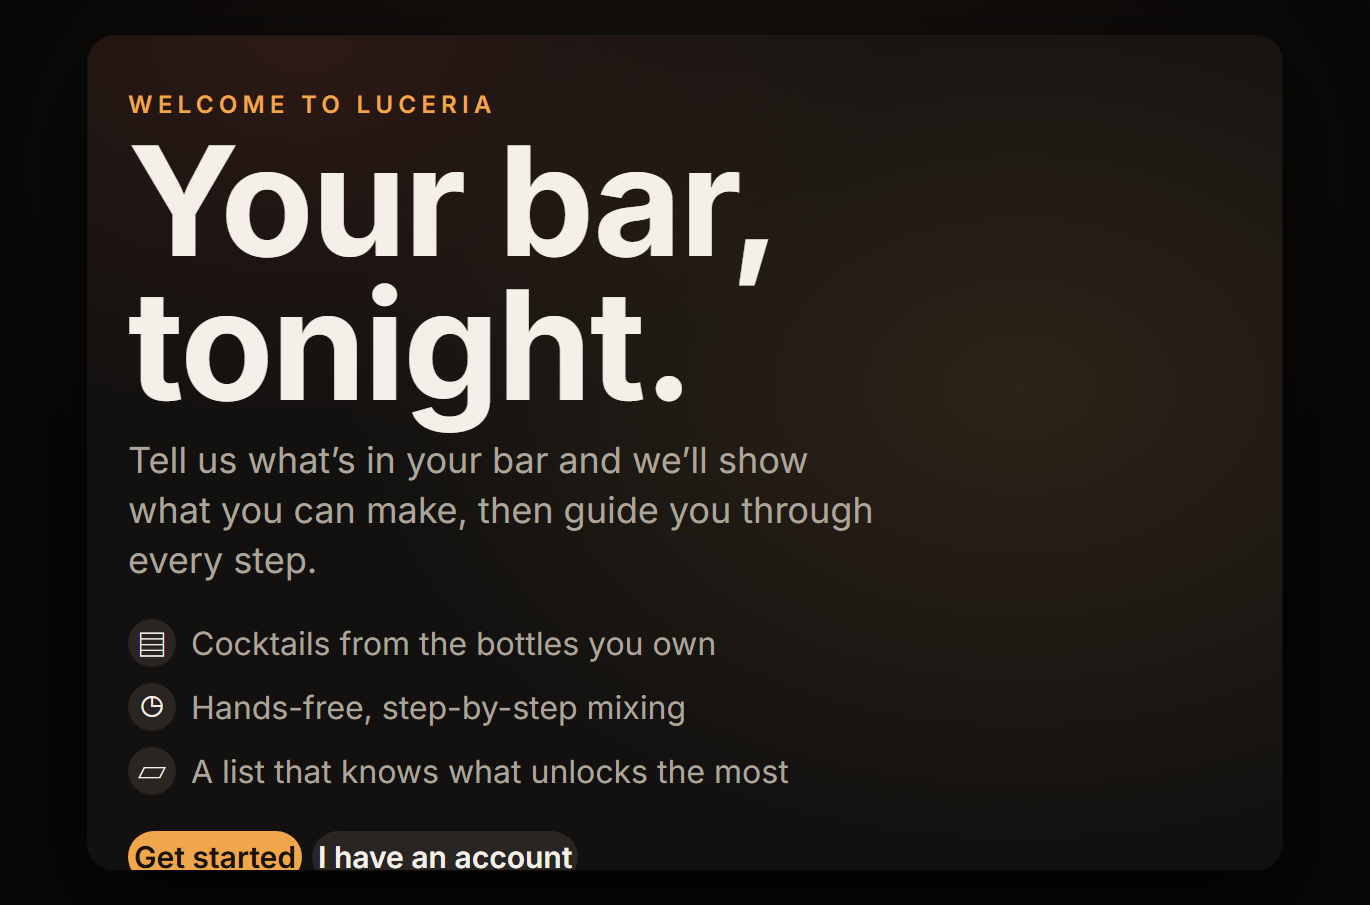 WELCOME TO LUCERIA
Your bar,
tonight.
Tell us what’s in your bar and we’ll show
what you can make, then guide you through
every step.
Cocktails from the bottles you own
Hands-free, step-by-step mixing
A list that knows what unlocks the most
Get started I have an account